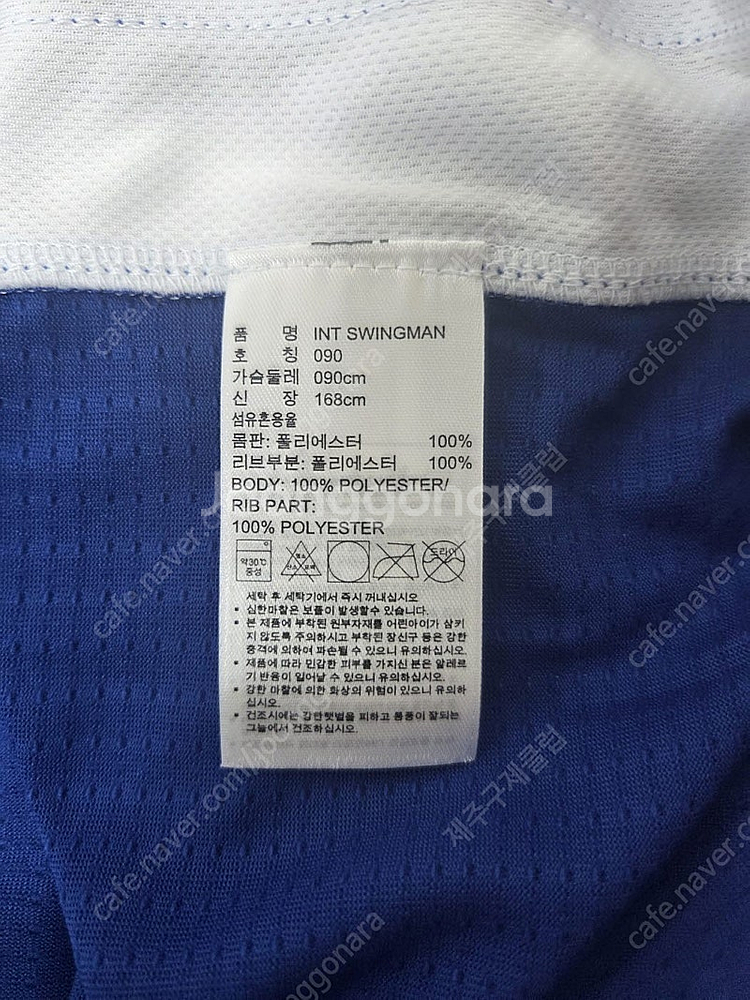 품 명 INT SWINGMAN
호 칭 090
가슴둘레 090cm
신 장 168cm
섬유혼용율
몸판: 폴리에스터 100%
리브부분: 폴리에스터 100%
BODY: 100% POLYESTER/
RIB PART:
100% POLYESTER
약30℃
중성
염소
산소 표백
드라이
세탁 후 세탁기에서 즉시 꺼내십시오
• 심한마찰은 보풀이 발생할수 있습니다.
• 본 제품에 부착된 원부자재를 어린아이가 삼키
지 않도록 주의하시고 부착된 장신구 등은 강한
충격에 의하여 파손될 수 있으니 유의하십시오.
• 제품에 따라 민감한 피부를 가지신 분은 알레르
기 반응이 일어날 수 있으니 유의하십시오.
• 강한 마찰에 의한 화상의 위험이 있으니 유의하
십시오.
• 건조시에는 강한햇볕을 피하고 통풍이 잘되는
그늘에서 건조하십시오.
Joonggonara
제주구제클럽
cafe.naver.com/joonggonara